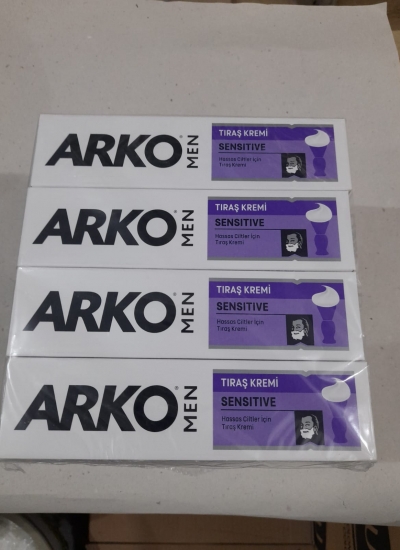 ARKO
MEN
TIRAŞ KREMİ
SENSITIVE
Hassas Ciltler İçin
Tıraş Kremi
ARKO
MEN
TIRAŞ KREMİ
SENSITIVE
Hassas Ciltler İçin
Tıraş Kremi
ARKO
MEN
TIRAŞ KREMİ
SENSITIVE
Hassas Ciltler İçin
Tıraş Kremi
ARKO
MEN
TIRAŞ KREMİ
SENSITIVE
Hassas Ciltler İçin
Tıraş Kremi